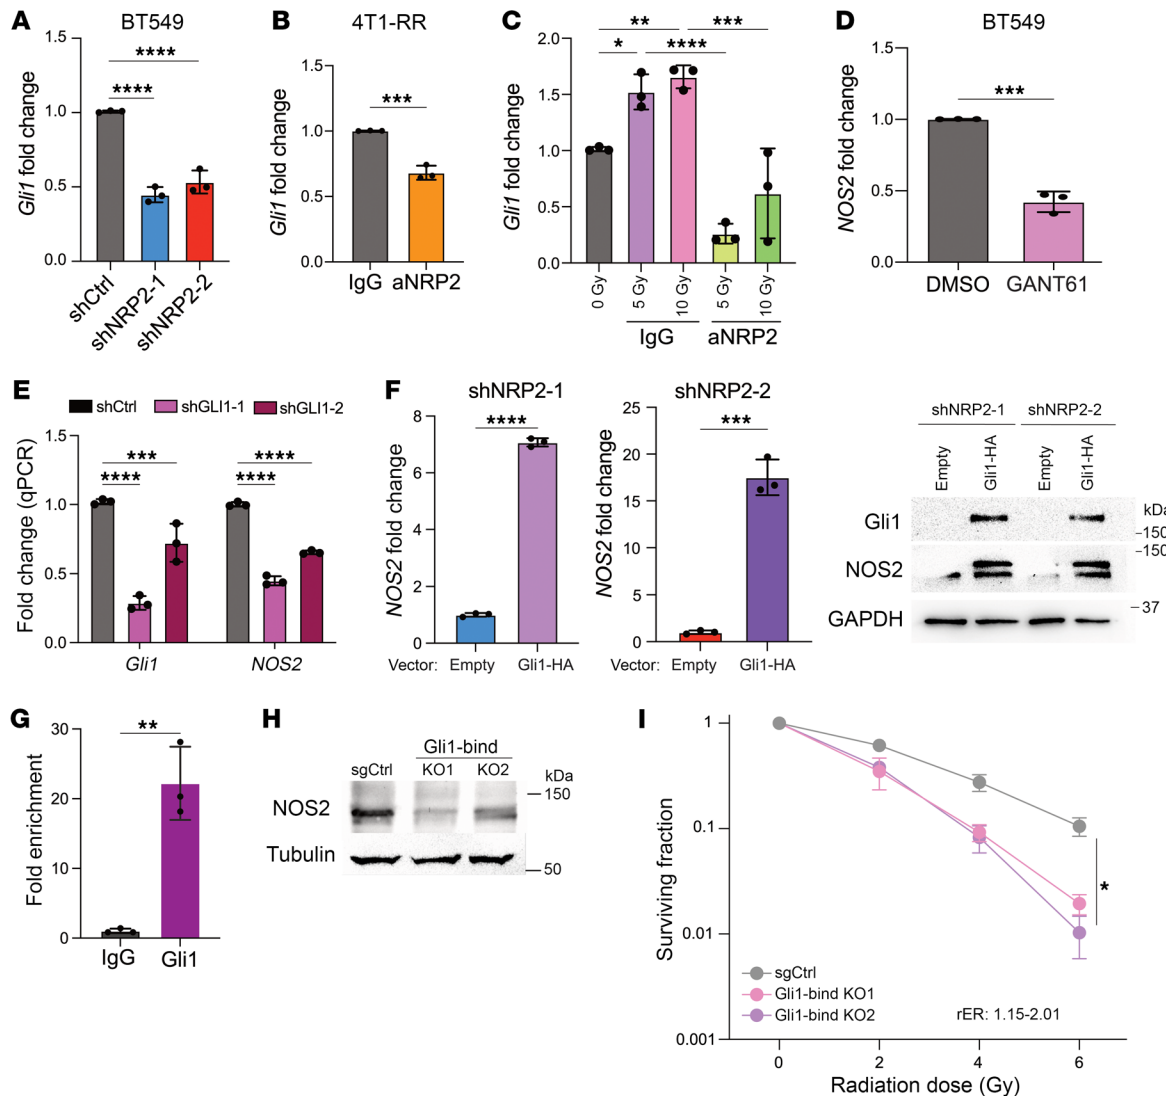 A
BT549
Gli1 fold change
1.5
1.0
0.5
0.0
****
****
shCtrl
shNRP2-1
shNRP2-2
B
4T1-RR
Gli1 fold change
1.5
1.0
0.5
0.0
***
IgG aNRP2
C
Gli1 fold change
2.0
1.5
1.0
0.5
0.0
** ***
* ****
0 Gy
5 Gy
10 Gy
5 Gy
10 Gy
IgG aNRP2
D
BT549
NOS2 fold change
1.5
1.0
0.5
0.0
***
DMSO GANT61
E
shCtrl shGLI1-1 shGLI1-2
Fold change (qPCR)
1.5
1.0
0.5
0.0
*** ****
**** ****
Gli1 NOS2
F
shNRP2-1
NOS2 fold change
8
6
4
2
0
****
Vector: Empty Gli1-HA
shNRP2-2
NOS2 fold change
25
20
15
10
5
0
***
Vector: Empty Gli1-HA
shNRP2-1 shNRP2-2
Empty
Gli1-HA
Empty
Gli1-HA
kDa
Gli1
–150
–150
NOS2
– 37
GAPDH
G
Fold enrichment
30
20
10
0
**
IgG Gli1
H
Gli1-bind
sgCtrl KO1 KO2
kDa
— 150
NOS2
Tubulin
— 50
I
Surviving fraction
1
0.1
0.01
0.001
*
sgCtrl
Gli1-bind KO1
Gli1-bind KO2
rER: 1.15-2.01
0 2 4 6
Radiation dose (Gy)